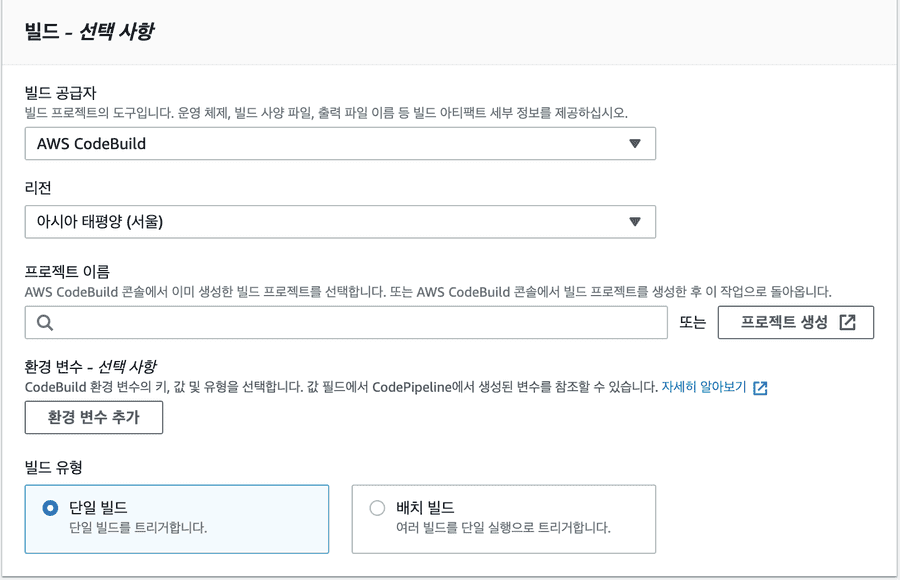 빌드 - 선택 사항
빌드 공급자
빌드 프로젝트의 도구입니다. 운영 체제, 빌드 사양 파일, 출력 파일 이름 등 빌드 아티팩트 세부 정보를 제공하십시오.
AWS CodeBuild
리전
아시아 태평양 (서울)
프로젝트 이름
AWS CodeBuild 콘솔에서 이미 생성한 빌드 프로젝트를 선택합니다. 또는 AWS CodeBuild 콘솔에서 빌드 프로젝트를 생성한 후 이 작업으로 돌아옵니다.
또는 프로젝트 생성
환경 변수 - 선택 사항
CodeBuild 환경 변수의 키, 값 및 유형을 선택합니다. 값 필드에서 CodePipeline에서 생성된 변수를 참조할 수 있습니다. 자세히 알아보기
환경 변수 추가
빌드 유형
단일 빌드
단일 빌드를 트리거합니다.
배치 빌드
여러 빌드를 단일 실행으로 트리거합니다.